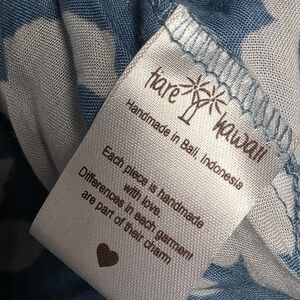 tiare hawaii
Handmade in Bali, Indonesia
Each piece is handmade
with love.
Differences in each garment
are part of their charm